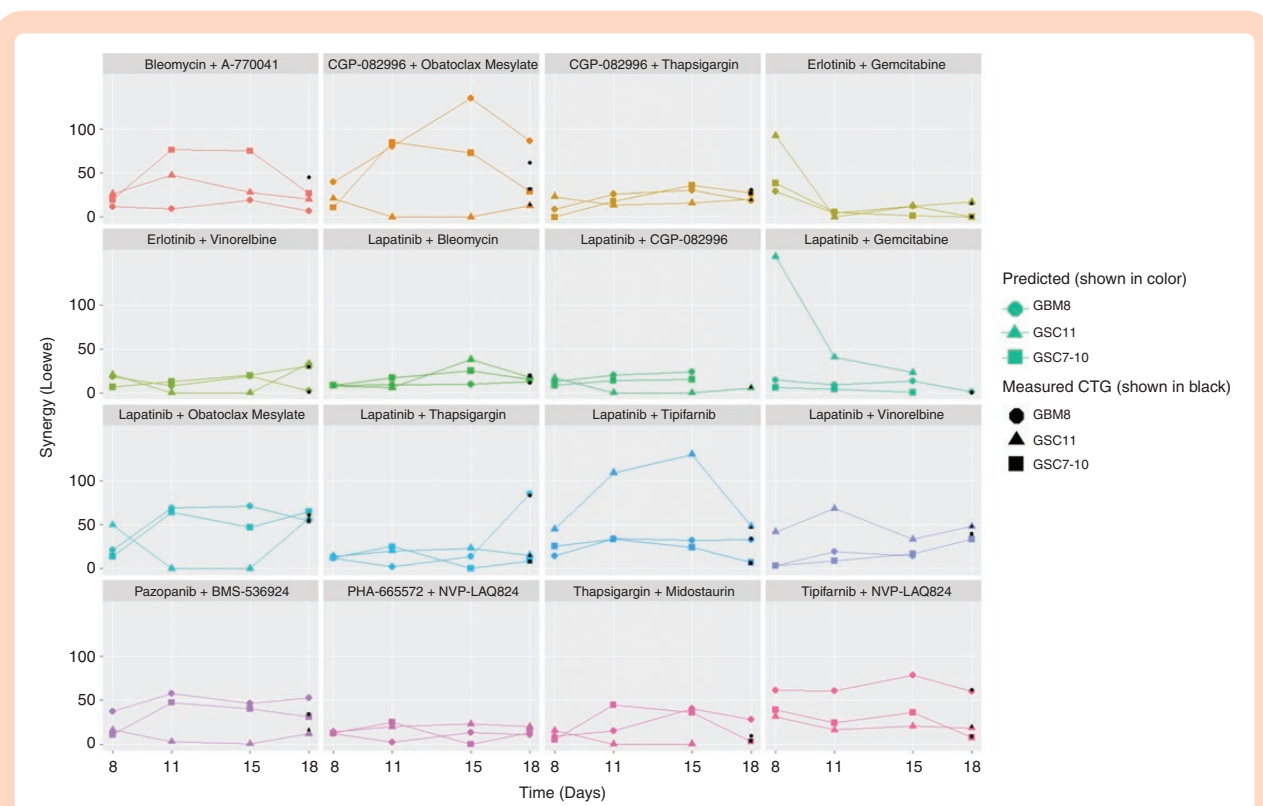 Bleomycin + A-770041
CGP-082996 + Obatoclax Mesylate
CGP-082996 + Thapsigargin
Erlotinib + Gemcitabine
100
50
0
Erlotinib + Vinorelbine
Lapatinib + Bleomycin
Lapatinib + CGP-082996
Lapatinib + Gemcitabine
100
50
0
Lapatinib + Obatoclax Mesylate
Lapatinib + Thapsigargin
Lapatinib + Tipifarnib
Lapatinib + Vinorelbine
100
50
0
Pazopanib + BMS-536924
PHA-665572 + NVP-LAQ824
Thapsigargin + Midostaurin
Tipifarnib + NVP-LAQ824
100
50
0
8 11 15 18
8 11 15 18
8 11 15 18
8 11 15 18
Time (Days)
Synergy (Loewe)
Predicted (shown in color)
GBM8
GSC11
GSC7-10
Measured CTG (shown in black)
GBM8
GSC11
GSC7-10